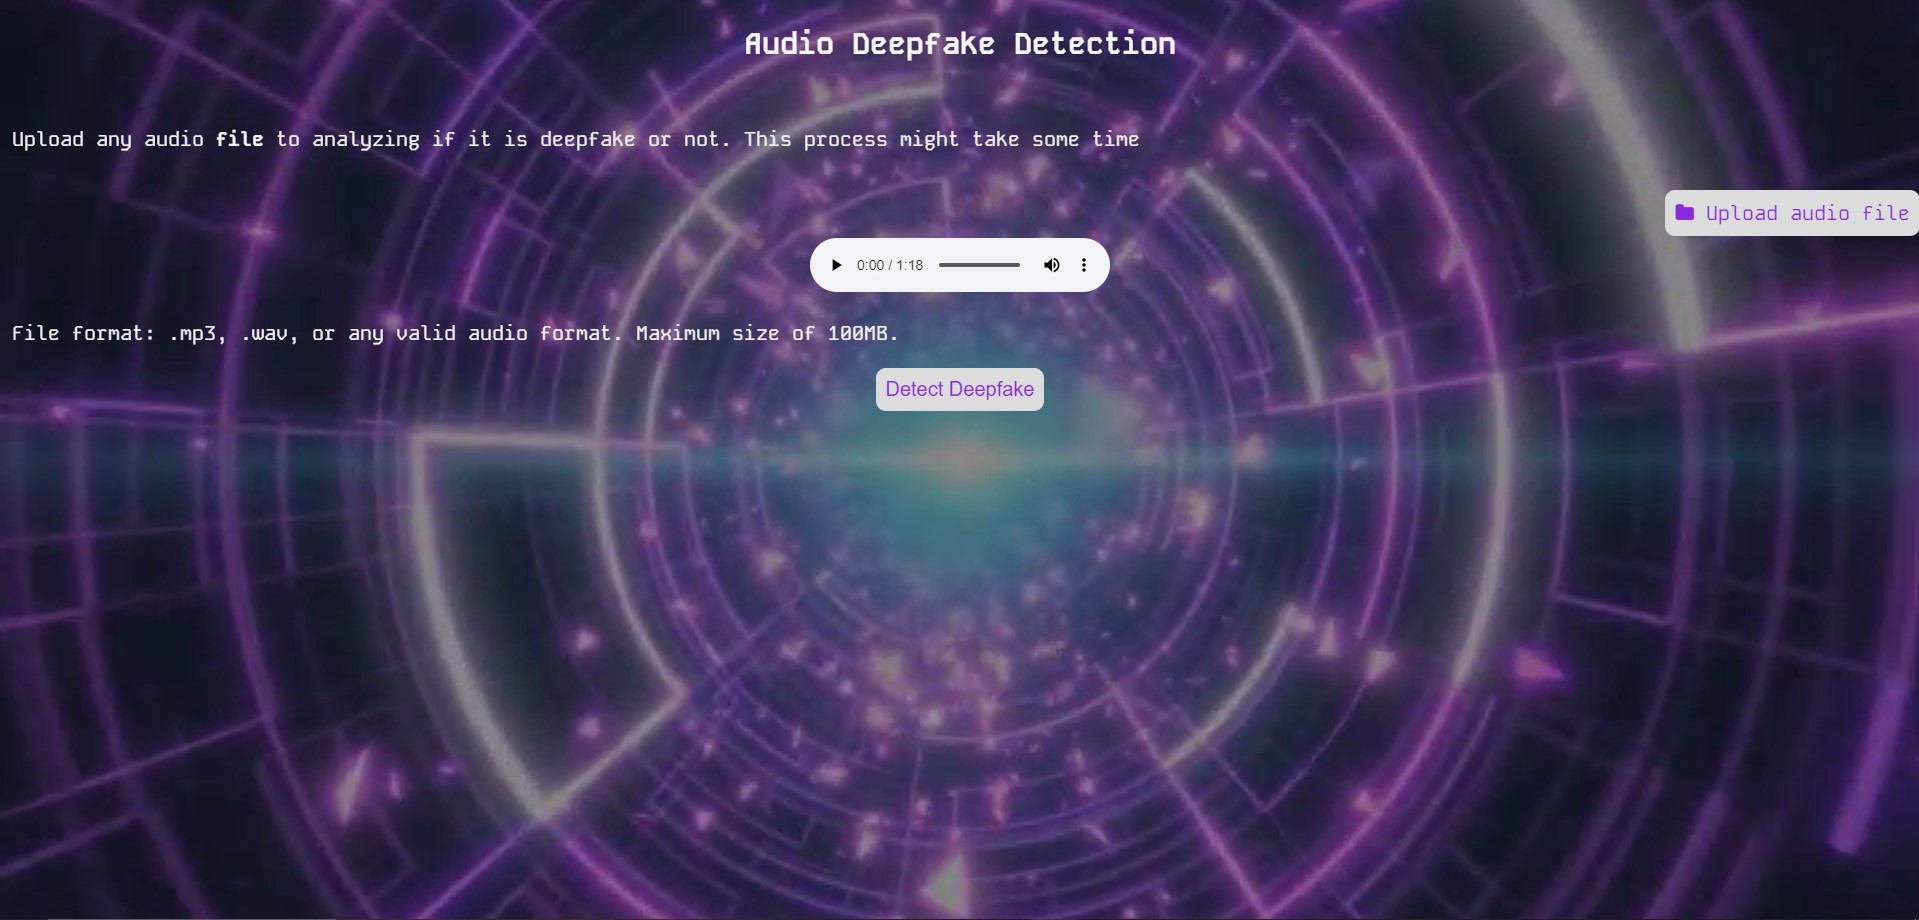 Audio Deepfake Detection
Upload any audio file to analyzing if it is deepfake or not. This process might take some time
Upload audio file
0:00 / 1:18
File format: .mp3, .wav, or any valid audio format. Maximum size of 100MB.
Detect Deepfake